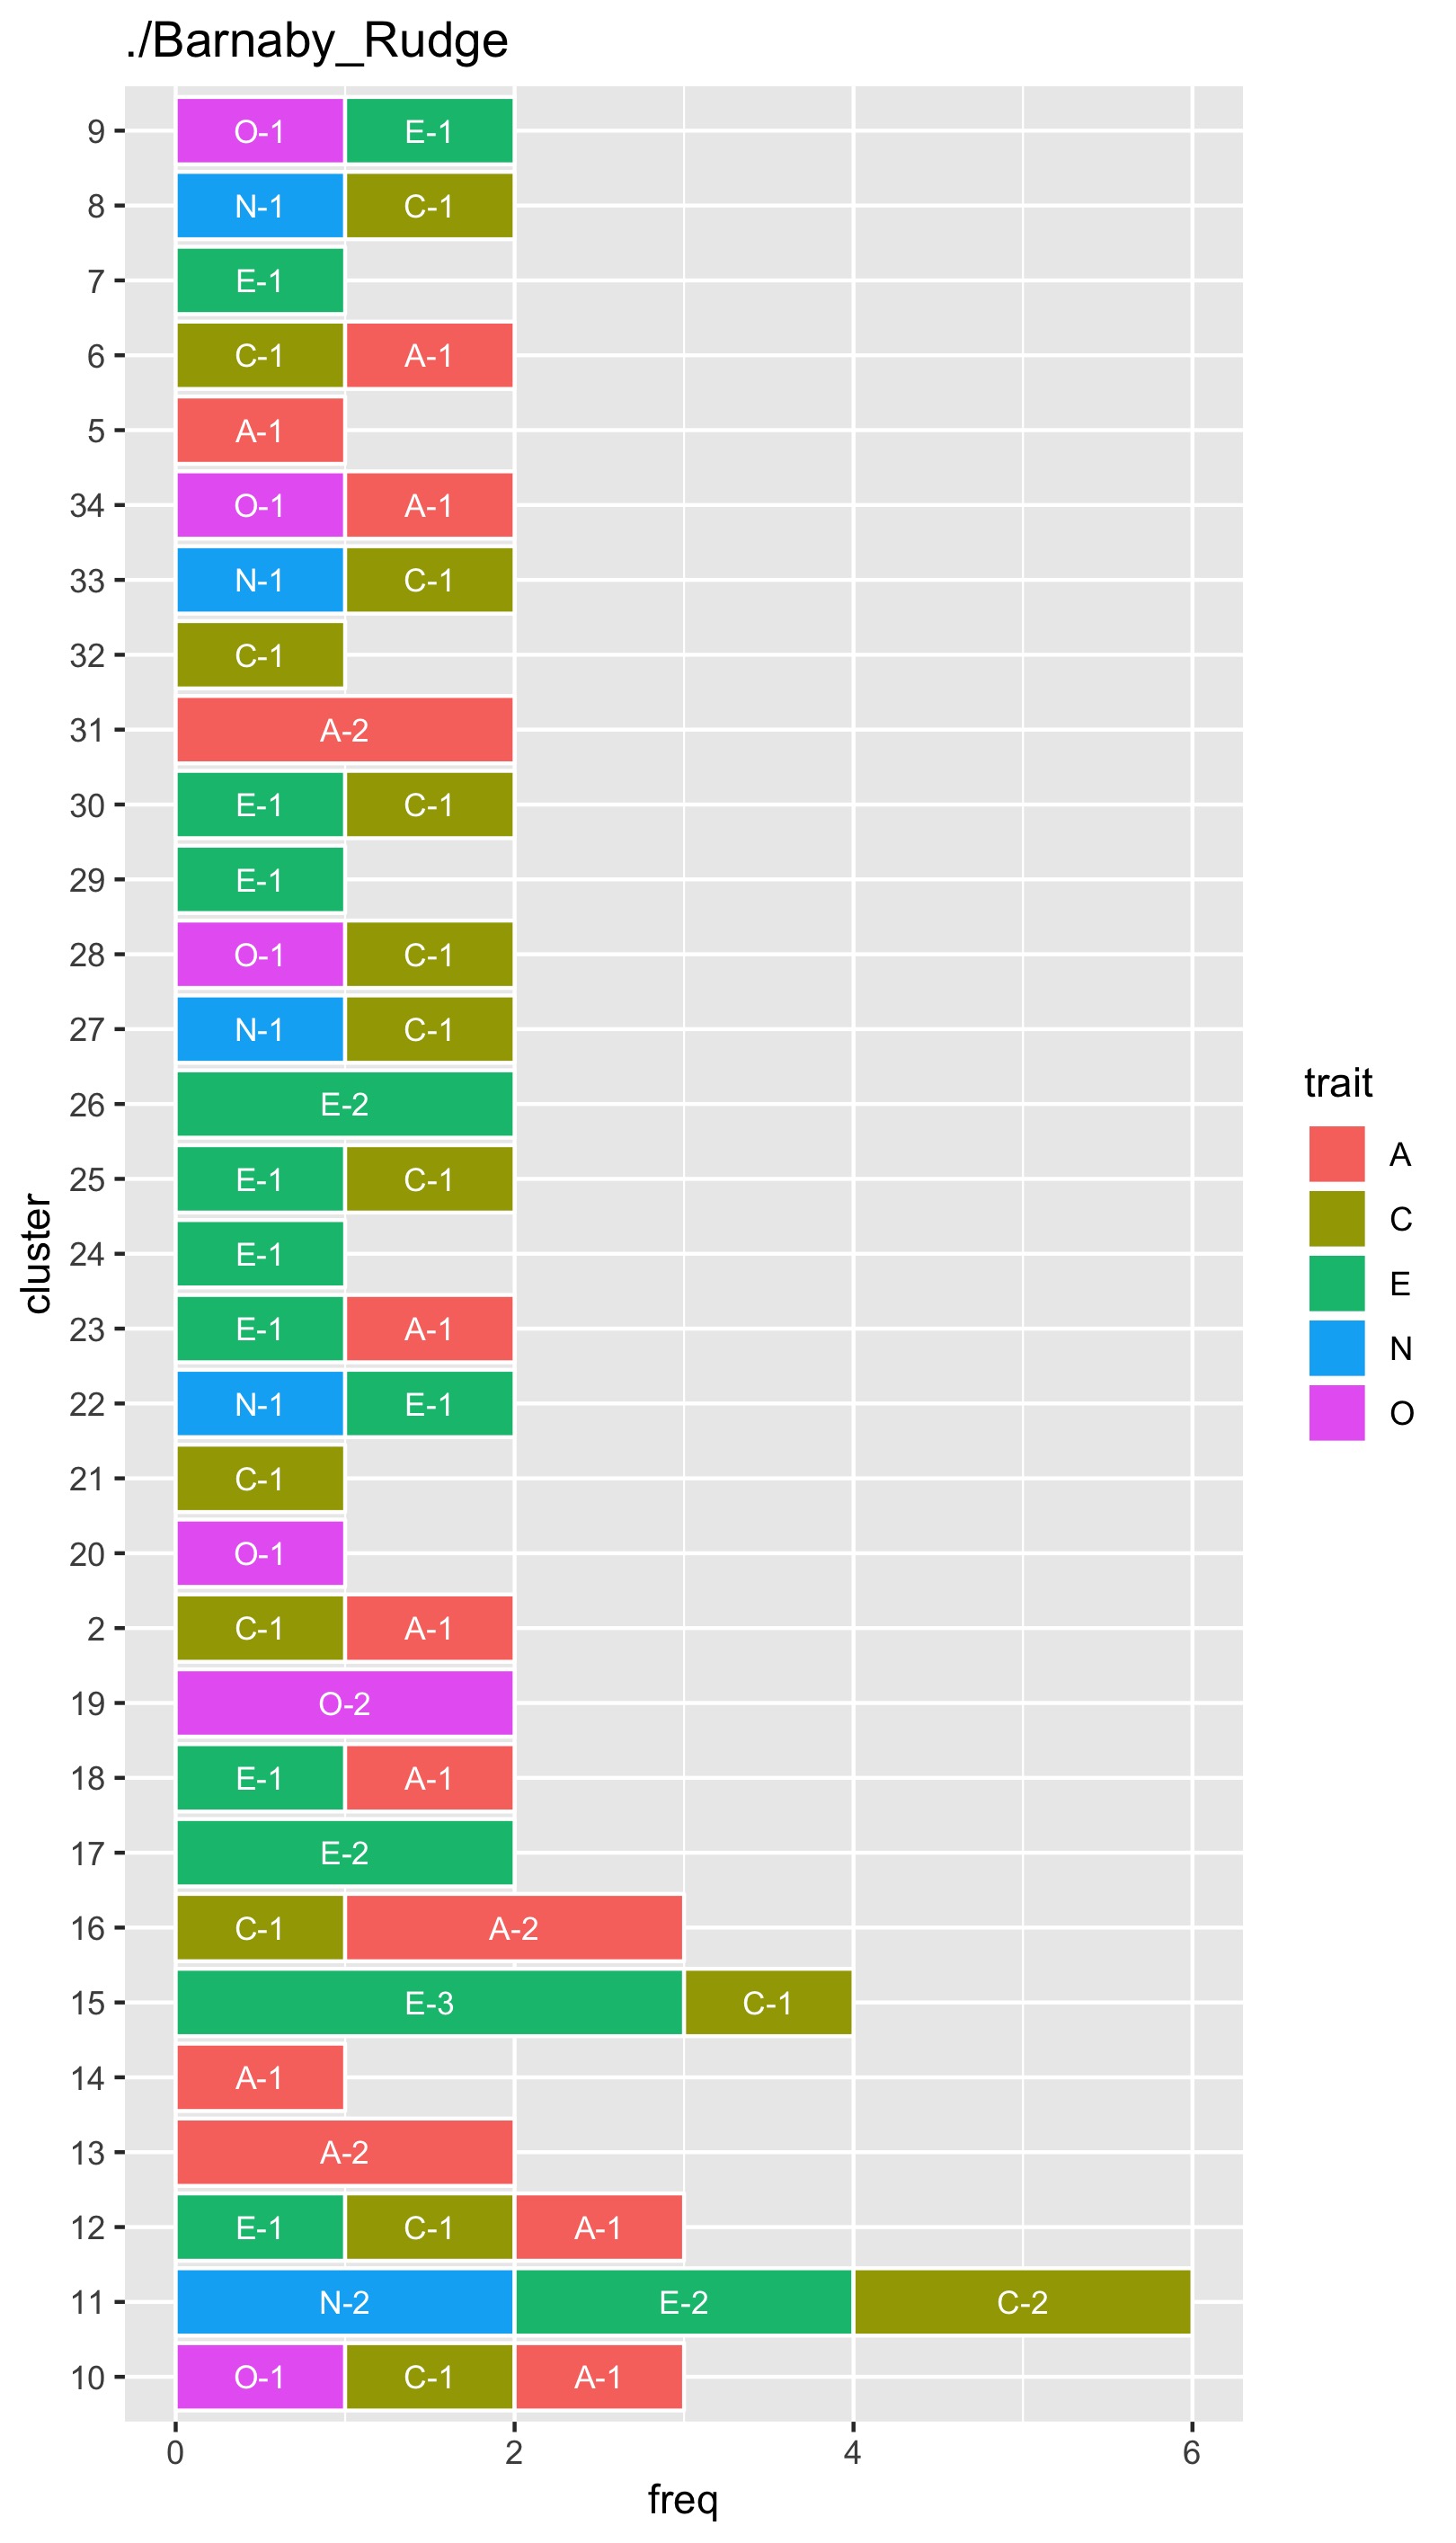 ./Barnaby_Rudge
9 O-1 E-1
8 N-1 C-1
7 E-1
6 C-1 A-1
5 A-1
34 O-1 A-1
33 N-1 C-1
32 C-1
31 A-2
30 E-1 C-1
29 E-1
28 O-1 C-1
27 N-1 C-1
26 E-2
25 E-1 C-1
24 E-1
23 E-1 A-1
22 N-1 E-1
21 C-1
20 O-1
2 C-1 A-1
19 O-2
18 E-1 A-1
17 E-2
16 C-1 A-2
15 E-3 C-1
14 A-1
13 A-2
12 E-1 C-1 A-1
11 N-2 E-2 C-2
10 O-1 C-1 A-1
0 2 4 6
freq
cluster
trait
A
C
E
N
O